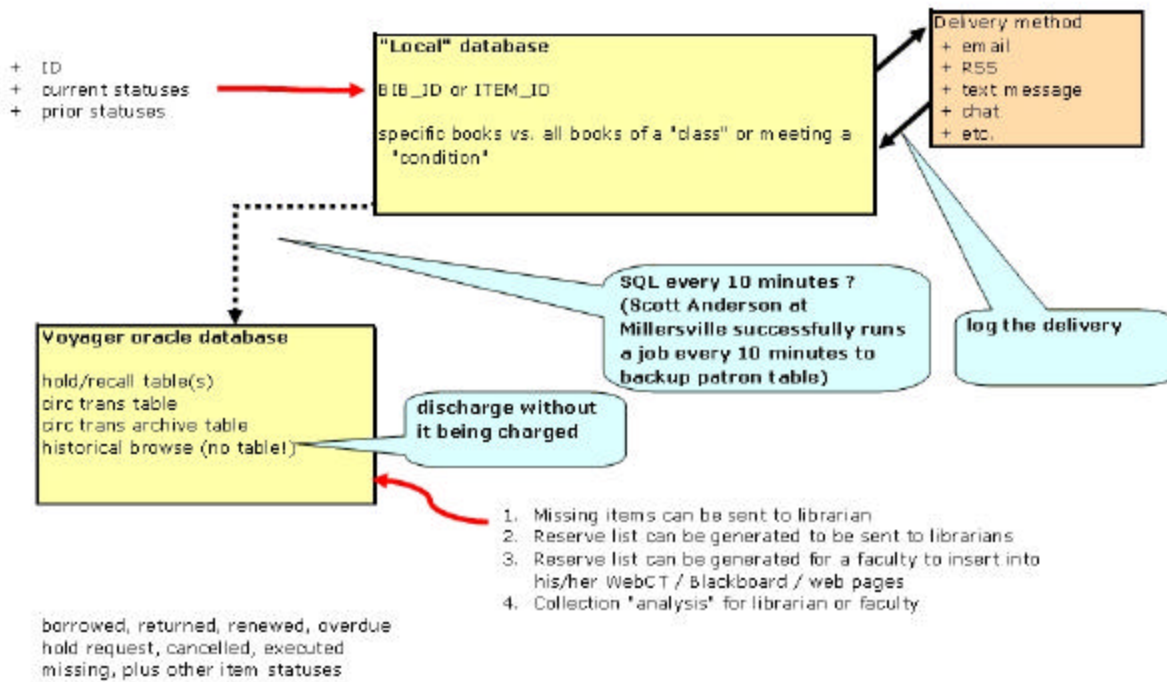 + ID
+ current statuses
+ prior statuses
"Local" database
BIB_ID or ITEM_ID
specific books vs. all books of a "class" or meeting a
"condition"
Delivery method
+ email
+ RSS
+ text message
+ chat
+ etc.
SQL every 10 minutes ?
(Scott Anderson at
Millersville successfully runs
a job every 10 minutes to
backup patron table)
log the delivery
Voyager oracle database
hold/recall table(s)
circ trans table
circ trans archive table
historical browse (no table!)
discharge without
it being charged
1. Missing items can be sent to librarian
2. Reserve list can be generated to be sent to librarians
3. Reserve list can be generated for a faculty to insert into
his/her WebCT / Blackboard / web pages
4. Collection "analysis" for librarian or faculty
borrowed, returned, renewed, overdue
hold request, cancelled, executed
missing, plus other item statuses